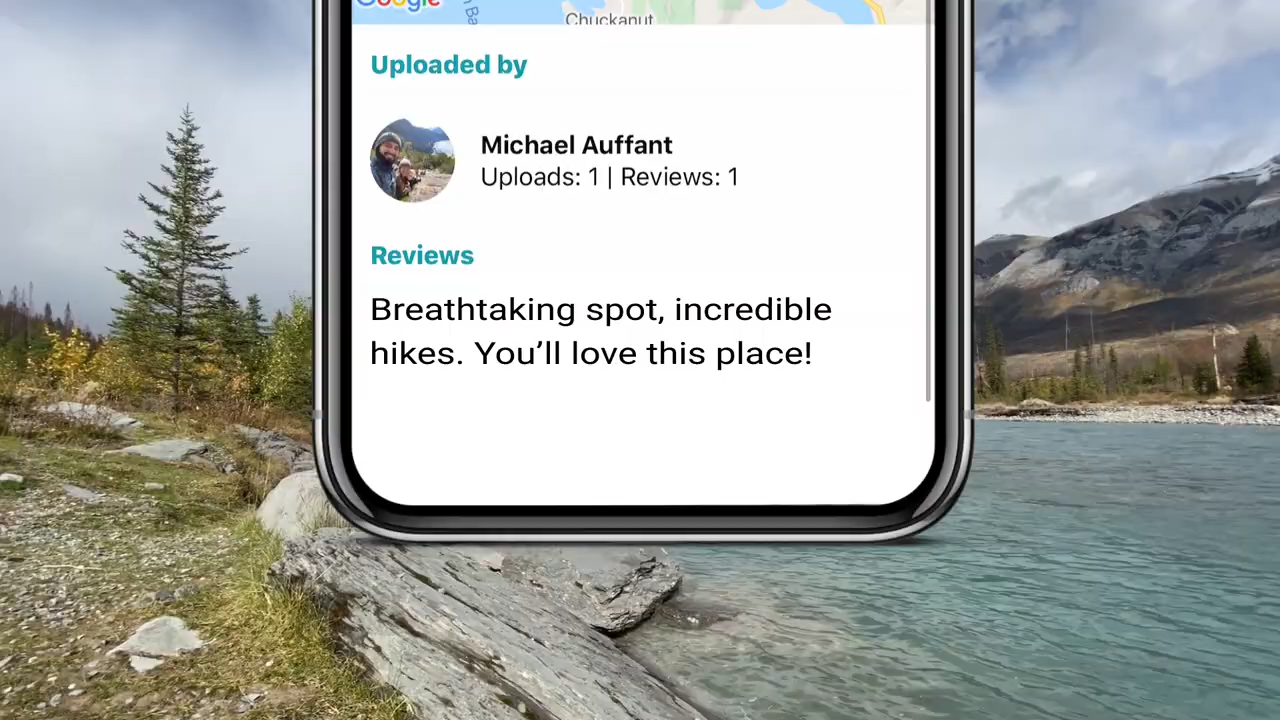 Google
Chuckanut
Uploaded by
Michael Auffant
Uploads: 1 | Reviews: 1
Reviews
Breathtaking spot, incredible
hikes. You’ll love this place!